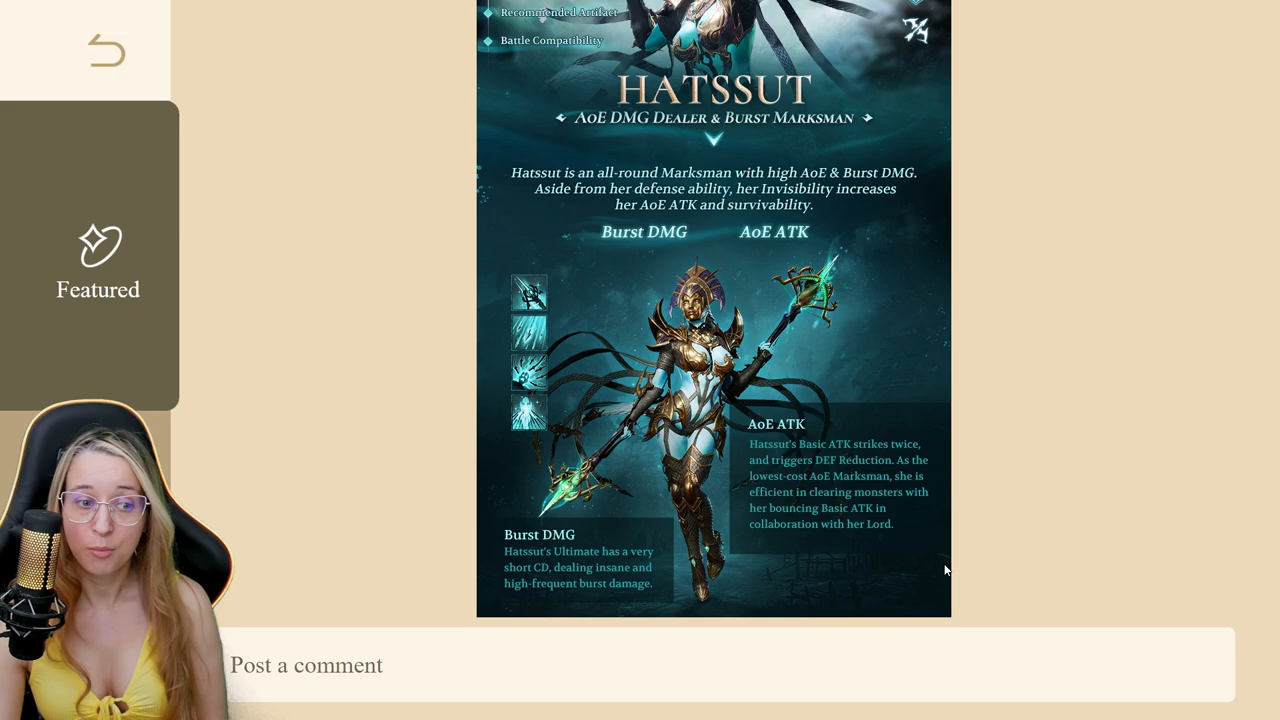 Recommended Artifact
Battle Compatibility
HATSSUT
AOE DMG DEALER & BURST MARKSMAN
Hatssut is an all-round Marksman with high AoE & Burst DMG.
Aside from her defense ability, her Invisibility increases
her AoE ATK and survivability.
Burst DMG AoE ATK
Featured
AoE ATK
Hatssut's Basic ATK strikes twice,
and triggers DEF Reduction. As the
lowest-cost AoE Marksman, she is
efficient in clearing monsters with
her bouncing Basic ATK in
collaboration with her Lord.
Burst DMG
Hatssut's Ultimate has a very
short CD, dealing insane and
high-frequent burst damage.
Post a comment